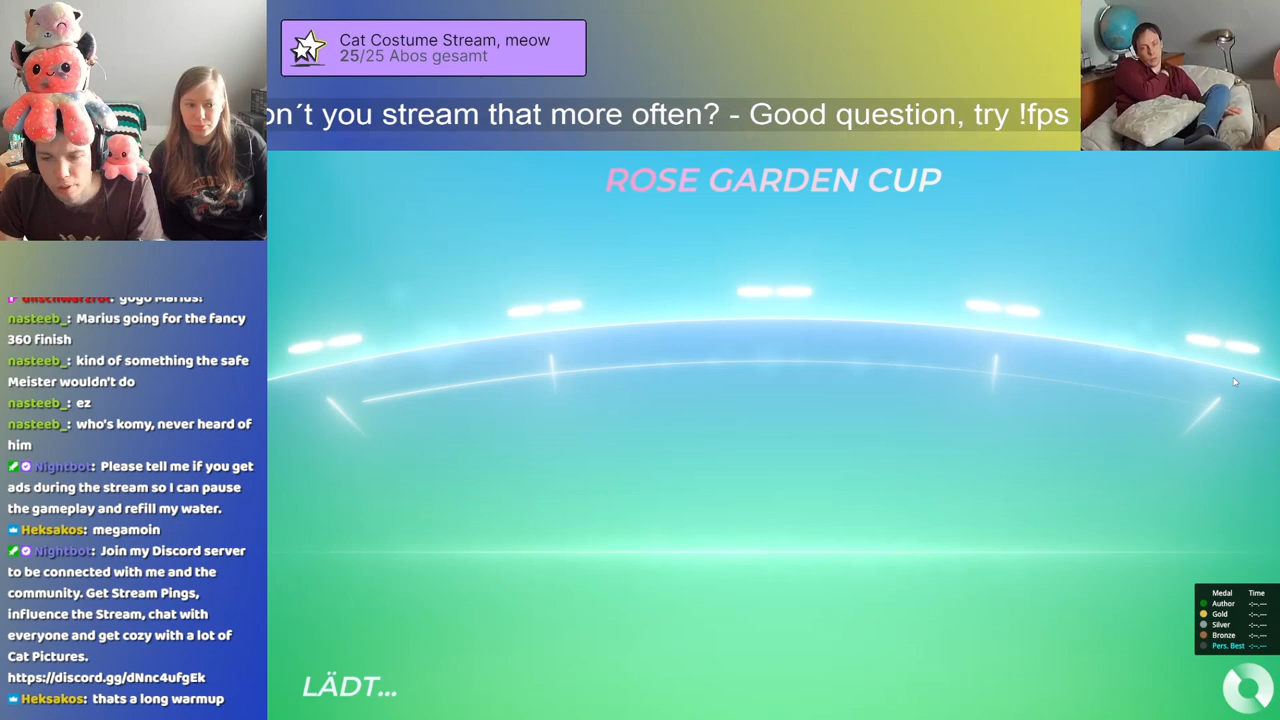 Cat Costume Stream, meow
25/25 Abos gesamt
on´t you stream that more often? - Good question, try !fps
ROSE GARDEN CUP
gogo Marius!
nasteeb_: Marius going for the fancy
360 finish
nasteeb_: kind of something the safe
Meister wouldn't do
nasteeb_: ez
nasteeb_: who's komy, never heard of
him
Nightbot: Please tell me if you get
ads during the stream so I can pause
the gameplay and refill my water.
Heksakos: megamoin
Nightbot: Join my Discord server
to be connected with me and the
community. Get Stream Pings,
influence the Stream, chat with
everyone and get cozy with a lot of
Cat Pictures.
https://discord.gg/dNnc4ufgEk
Heksakos: thats a long warmup
LÄDT...
Medal Time
Author -:--.---
Gold -:--.---
Silver -:--.---
Bronze -:--.---
Pers. Best -:--.---